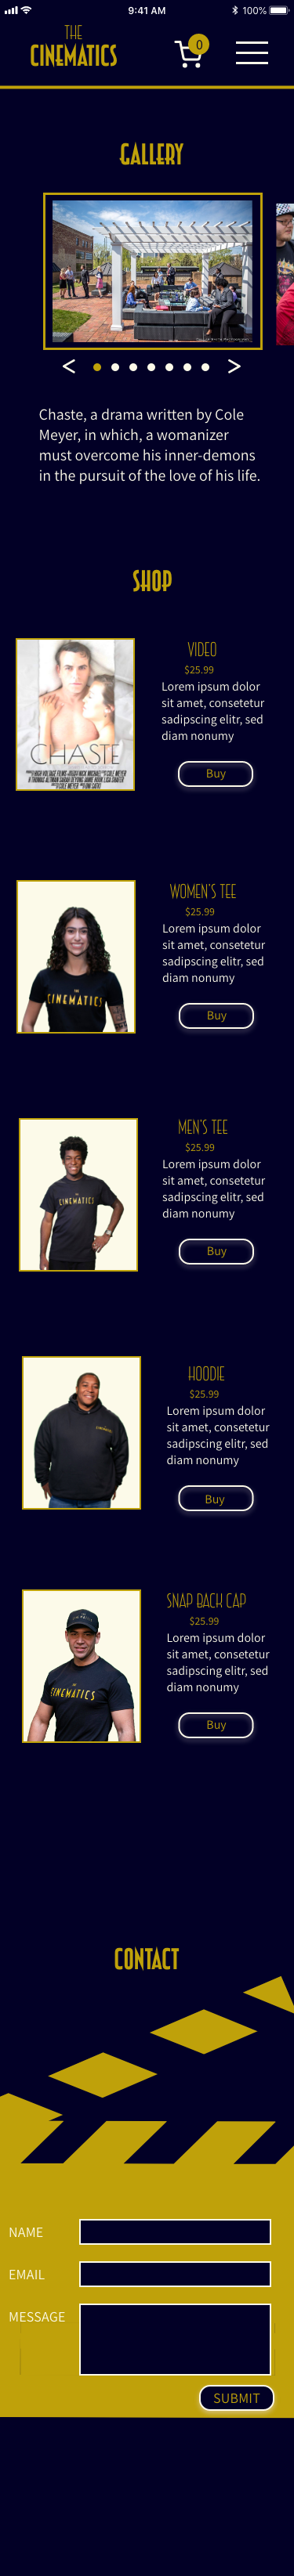 9:41 AM
100%
THE
CINEMATICS
0
GALLERY
< >
Chaste, a drama written by Cole
Meyer, in which, a womanizer
must overcome his inner-demons
in the pursuit of the love of his life.
SHOP
CHASTE
VIDEO
$25.99
Lorem ipsum dolor
sit amet, consetetur
sadipscing elitr, sed
diam nonumy
Buy
THE
CINEMATICS
WOMEN'S TEE
$25.99
Lorem ipsum dolor
sit amet, consetetur
sadipscing elitr, sed
diam nonumy
Buy
CINEMATICS
MEN'S TEE
$25.99
Lorem ipsum dolor
sit amet, consetetur
sadipscing elitr, sed
diam nonumy
Buy
HOODIE
$25.99
Lorem ipsum dolor
sit amet, consetetur
sadipscing elitr, sed
diam nonumy
Buy
CINEMATICS
SNAP BACK CAP
$25.99
Lorem ipsum dolor
sit amet, consetetur
sadipscing elitr, sed
diam nonumy
Buy
CONTACT
NAME
EMAIL
MESSAGE
SUBMIT